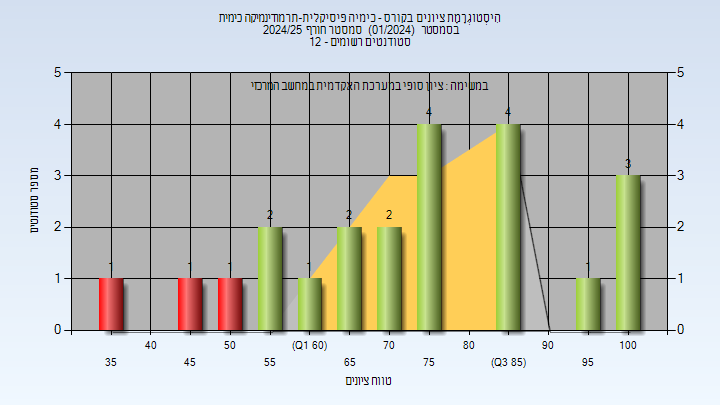 הִיסְטוֹגְרָמַת ציונים בקורס - כימיה פיסיקלית-תרמודינמיקה כימית
בסמסטר (01/2024) סמסטר חורף 2024/25
סטודנטים רשומים - 12
במשימה : ציון סופי במערכת האקדמית במחשב המרכזי
מספר סטודנטים
5 5
4 4
3 3
2 2
1 1
0 0
1 1 1 2 1 2 2 4 4 1 3
40 50 (Q1 60) 70 80 90 100
35 45 55 65 75 (Q3 85) 95
טווח ציונים